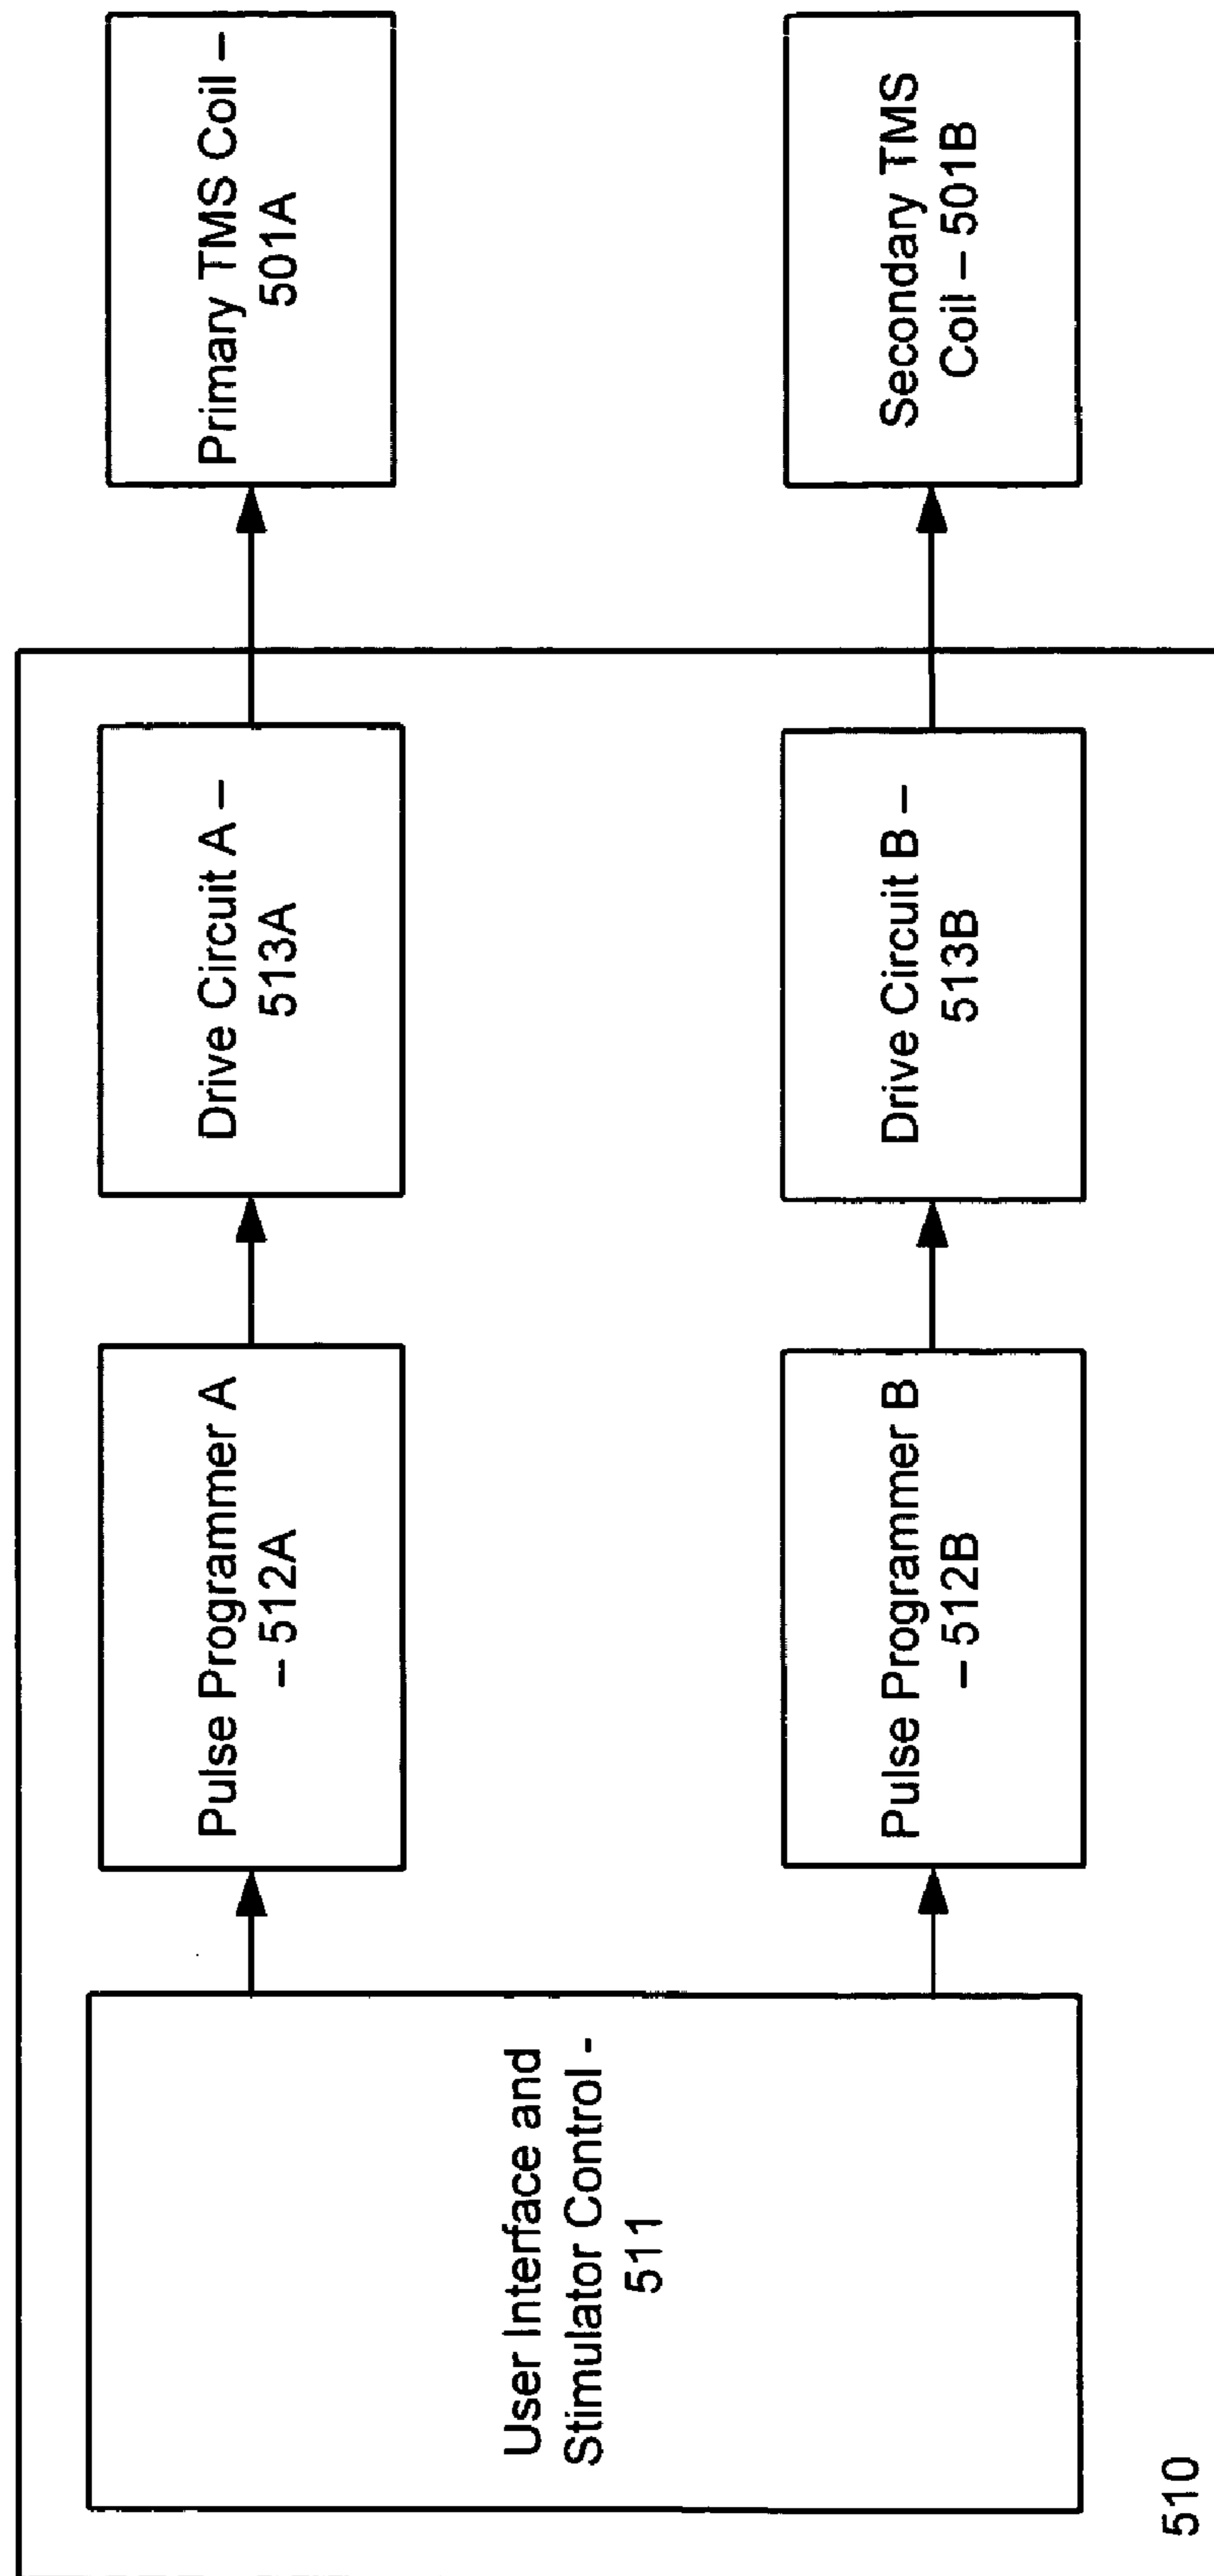 User Interface and
Stimulator Control -
511
Pulse Programmer A
-- 512A
Drive Circuit A –
513A
Primary TMS Coil –
501A
Pulse Programmer B
– 512B
Drive Circuit B –
513B
Secondary TMS
Coil – 501B
510